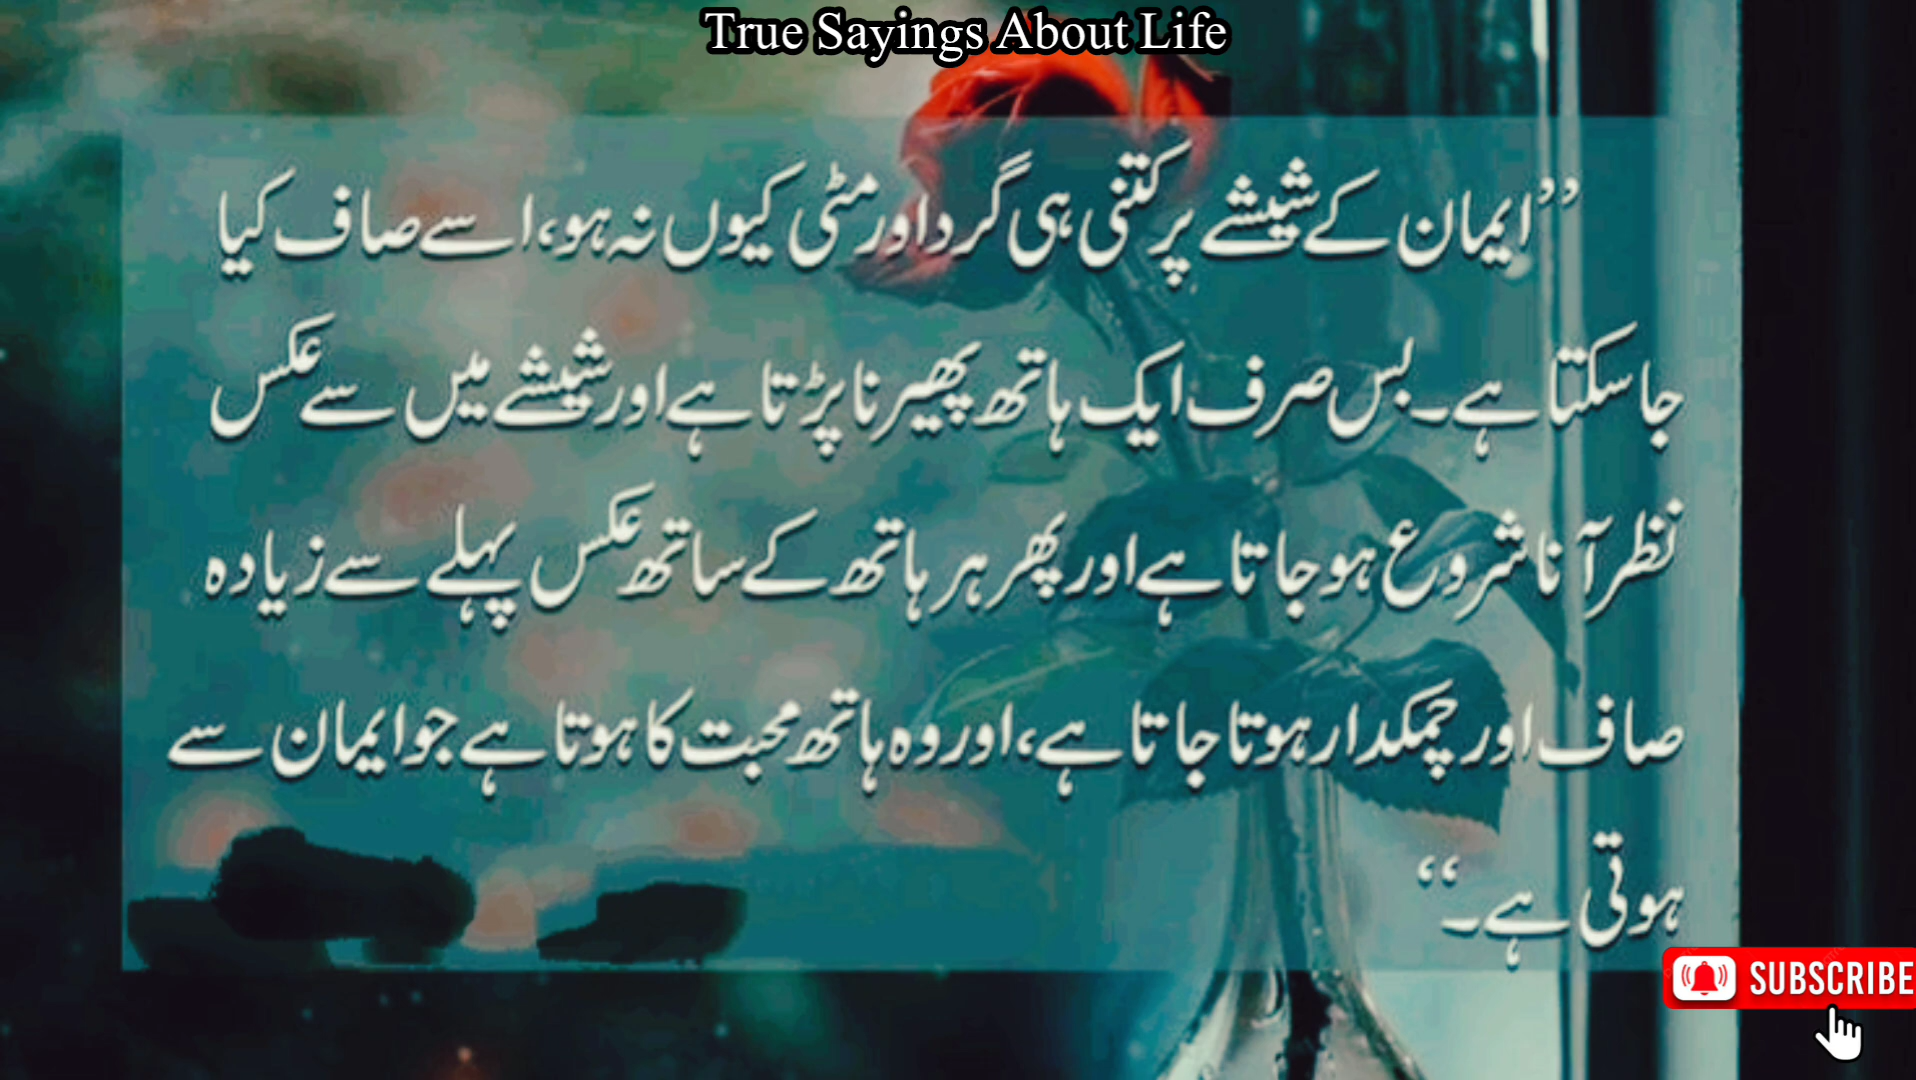 True Sayings About Life
”ایمان کے شیشے پر کتنی ہی گرد اور مٹی کیوں نہ ہو، اسے صاف کیا
جا سکتا ہے۔ بس صرف ایک ہاتھ پھیرنا پڑتا ہے اور شیشے میں سے عکس
نظر آنا شروع ہو جاتا ہے اور پھر ہر ہاتھ کے ساتھ عکس پہلے سے زیادہ
صاف اور چمکدار ہوتا جاتا ہے، اور وہ ہاتھ محبت کا ہوتا ہے جو ایمان سے
ہوتی ہے۔“
SUBSCRIBE